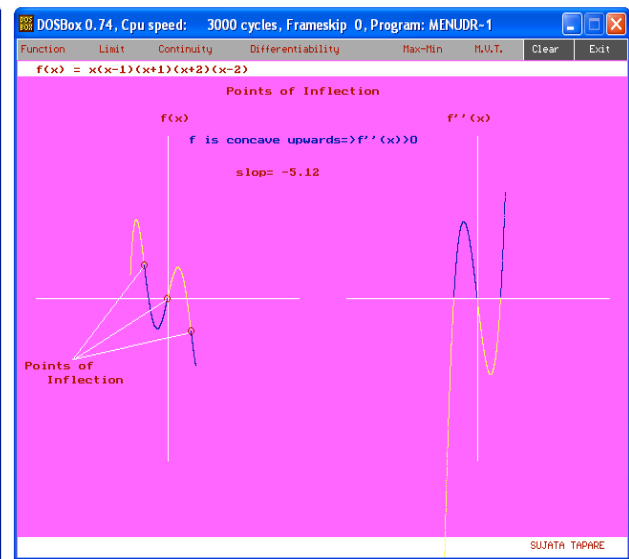 DOSBox 0.74, Cpu speed: 3000 cycles, Frameskip 0, Program: MENUDR~1
Function Limit Continuity Differentiability Max-Min M.V.T. Clear Exit
f(x) = x(x-1)(x+1)(x+2)(x-2)
Points of Inflection
f(x) f''(x)
f is concave upwards=>f''(x)>0
slop= -5.12
Points of
Inflection
SUJATA TAPARE